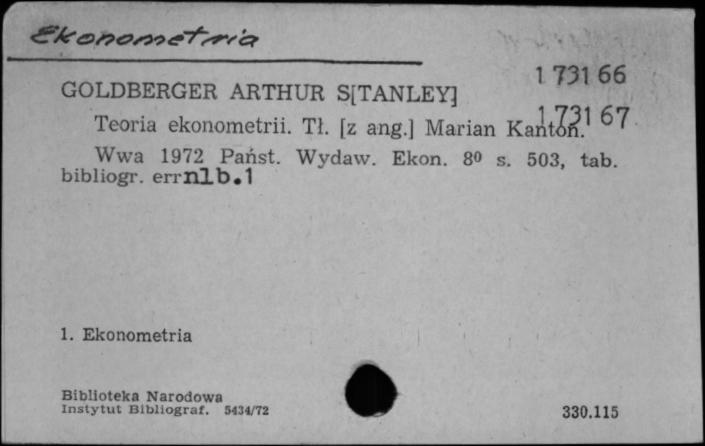 Ekonometria
1 731 66
GOLDBERGER ARTHUR S[TANLEY]
1 731 67
Teoria ekonometrii. Tł. [z ang.] Marian Kantoń.
Wwa 1972 Państ. Wydaw. Ekon. 8⁰ s. 503, tab.
bibliogr. errnlb.1
1. Ekonometria
Biblioteka Narodowa
Instytut Bibliograf. 5434/72
330.115